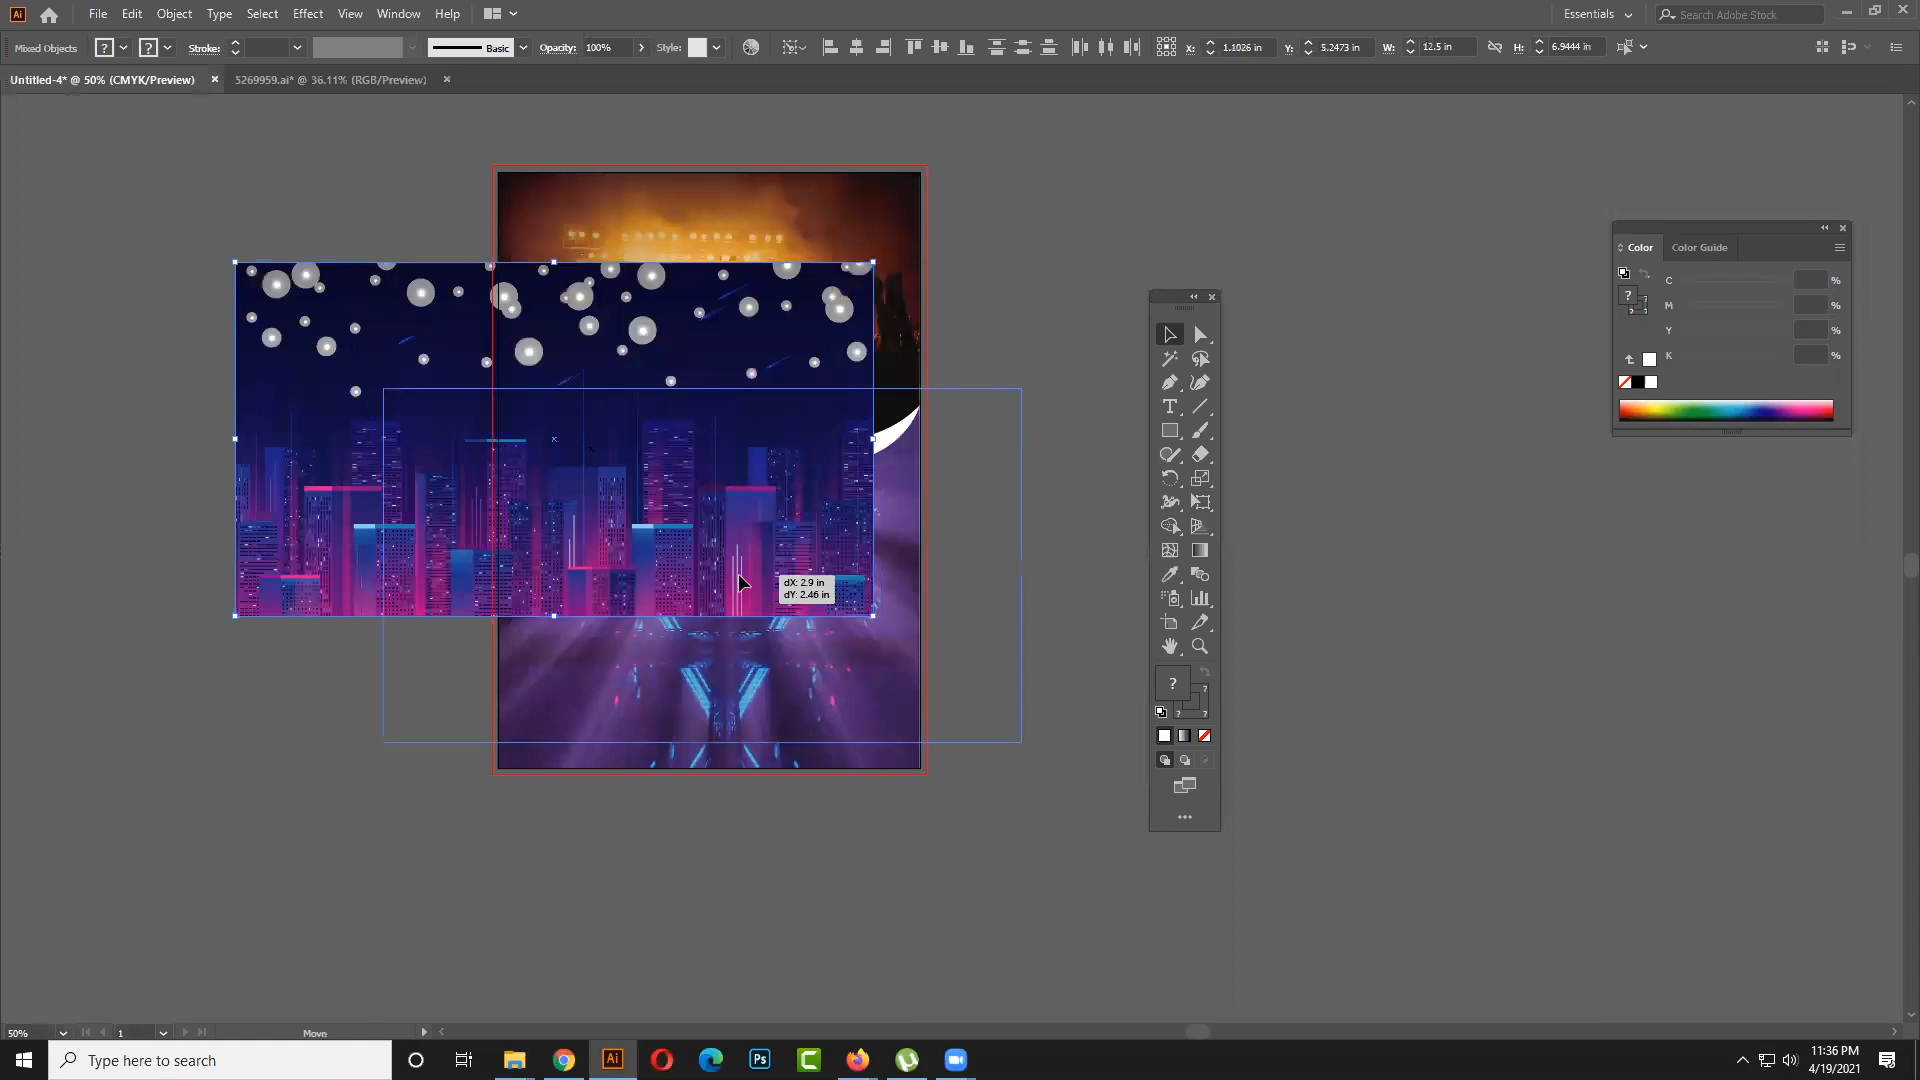 Ai File Edit Object Type Select Effect View Window Help Essentials Search Adobe Stock
Mixed Objects ? ? Stroke: Basic Opacity: 100% Style: X: 1.1026 in Y: 5.2473 in W: 12.5 in H: 6.9444 in
Untitled-4* @ 50% (CMYK/Preview) × 5269959.ai* @ 36.11% (RGB/Preview) ×
Color Color Guide
C %
? M %
Y %
K %
dX: 2.9 in
dY: 2.46 in
?
50% 1 Move
Type here to search Ai Ps C 11:36 PM
4/19/2021